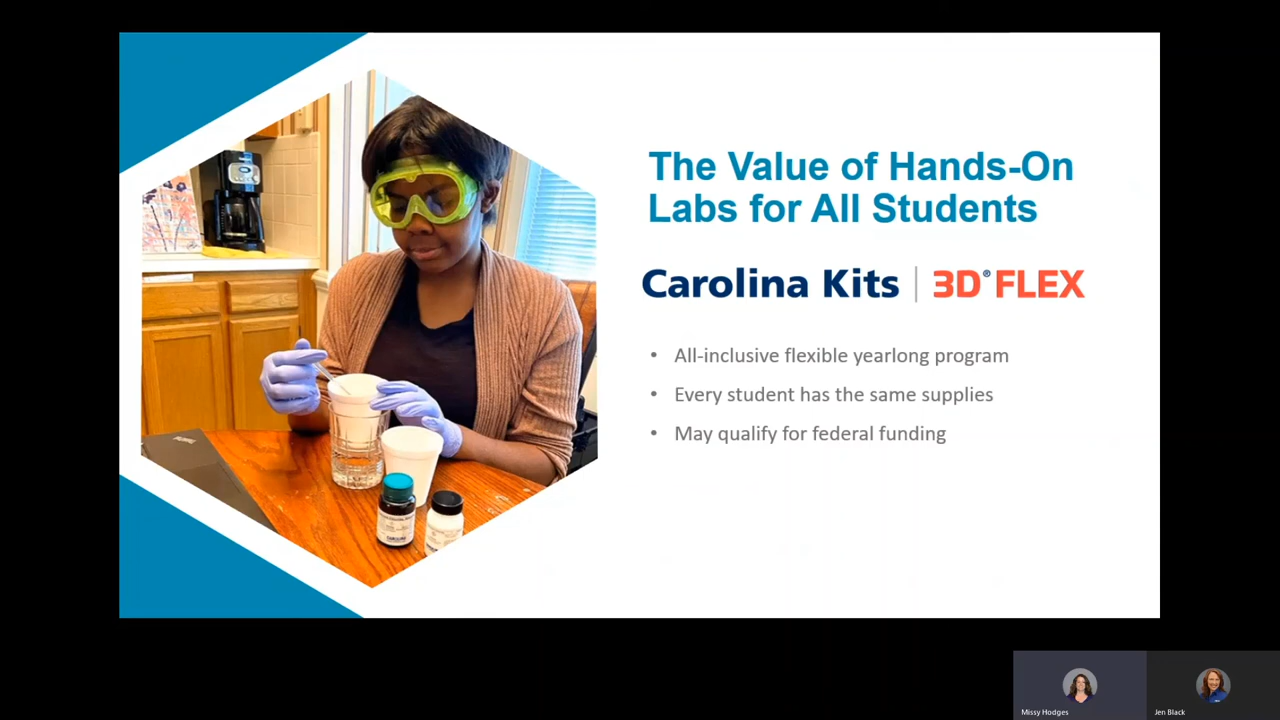 The Value of Hands-On
Labs for All Students
Carolina Kits | 3D® FLEX
• All-inclusive flexible yearlong program
• Every student has the same supplies
• May qualify for federal funding
Missy Hodges
Jen Black